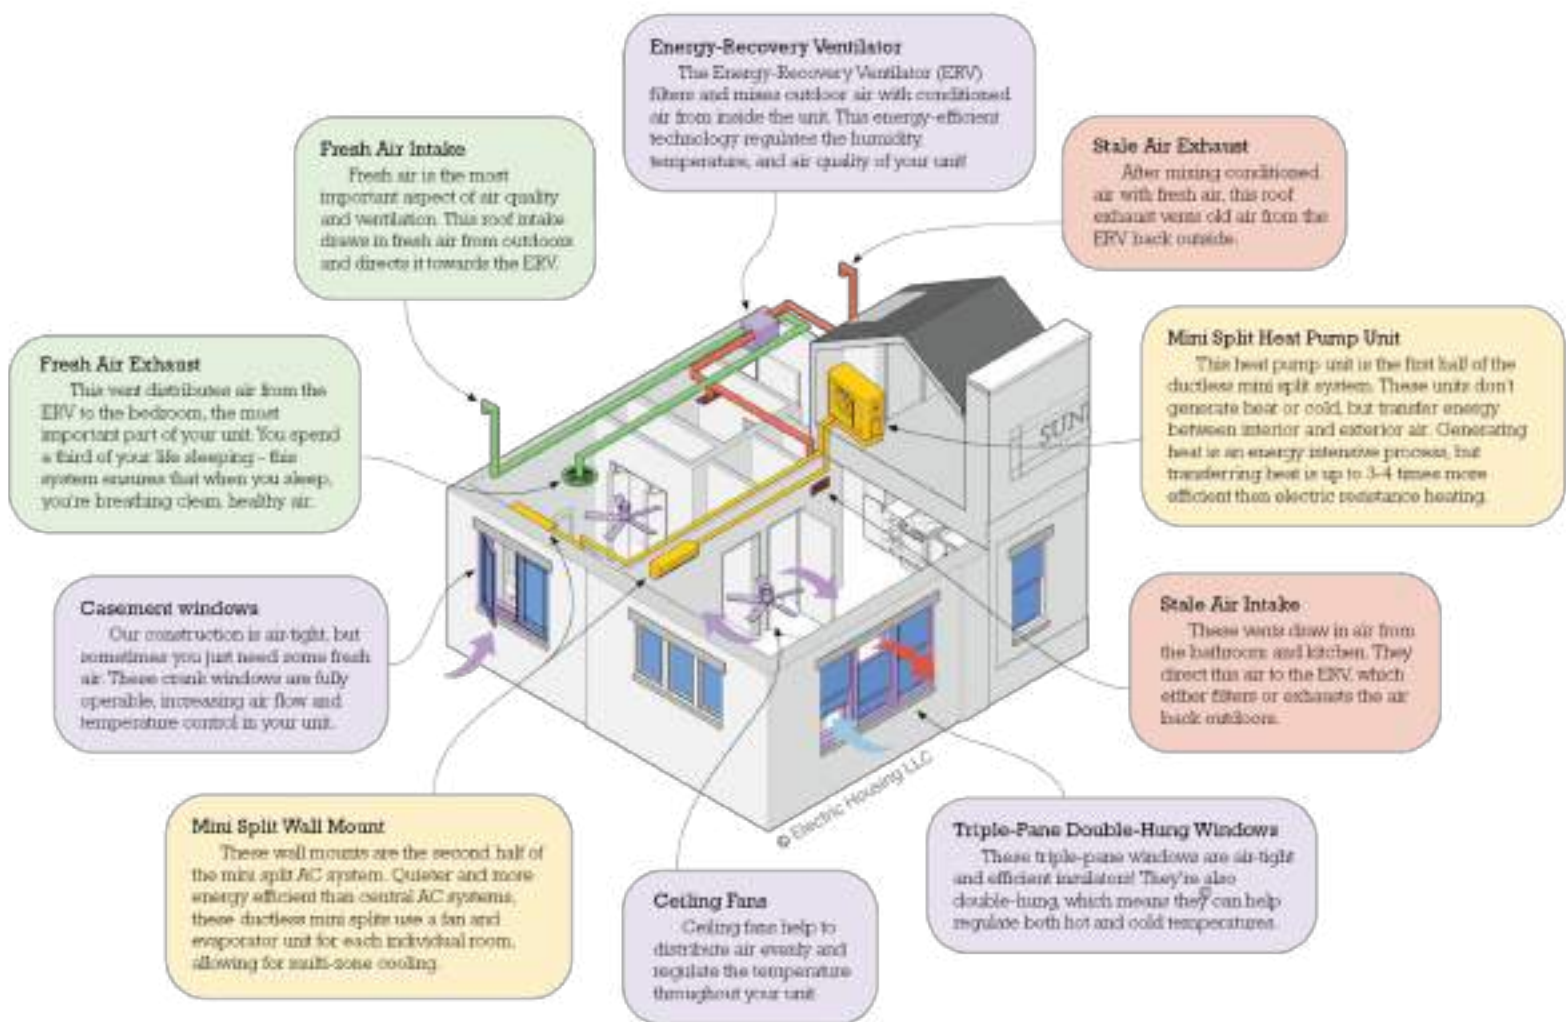 Energy-Recovery Ventilator
The Energy-Recovery Ventilator (ERV)
filters and mixes outdoor air with conditioned
air from inside the unit. This energy-efficient
technology regulates the humidity,
temperature, and air quality of your unit
Fresh Air Intake
Fresh air is the most
important aspect of air quality
and ventilation. This roof intake
draws in fresh air from outdoors
and directs it towards the ERV.
Stale Air Exhaust
After mixing conditioned
air with fresh air, this roof
exhaust vents old air from the
ERV back outside.
Fresh Air Exhaust
This vent distributes air from the
ERV to the bedroom, the most
important part of your unit. You spend
a third of your life sleeping - this
system ensures that when you sleep,
you're breathing clean, healthy air.
Mini Split Heat Pump Unit
This heat pump unit is the first half of the
ductless mini split system. These units don't
generate heat or cold, but transfer energy
between interior and exterior air. Generating
heat is an energy intensive process, but
transferring heat is up to 3-4 times more
efficient then electric resistance heating.
SUN
Casement windows
Our construction is air-tight, but
sometimes you just need some fresh
air. These crank windows are fully
operable, increasing air flow and
temperature control in your unit.
Stale Air Intake
These vents draw in air from
the bathroom and kitchen. They
direct this air to the ERV, which
either filters or exhausts the air
back outdoors.
© Electric Housing LLC
Mini Split Wall Mount
These wall mounts are the second half of
the mini split AC system. Quieter and more
energy efficient than central AC systems,
these ductless mini splits use a fan and
evaporator unit for each individual room,
allowing for multi-zone cooling.
Ceiling Fans
Ceiling fans help to
distribute air evenly and
regulate the temperature
throughout your unit
Triple-Pane Double-Hung Windows
These triple-pane windows are air-tight
and efficient insulators! They're also
double-hung, which means they can help
regulate both hot and cold temperatures.